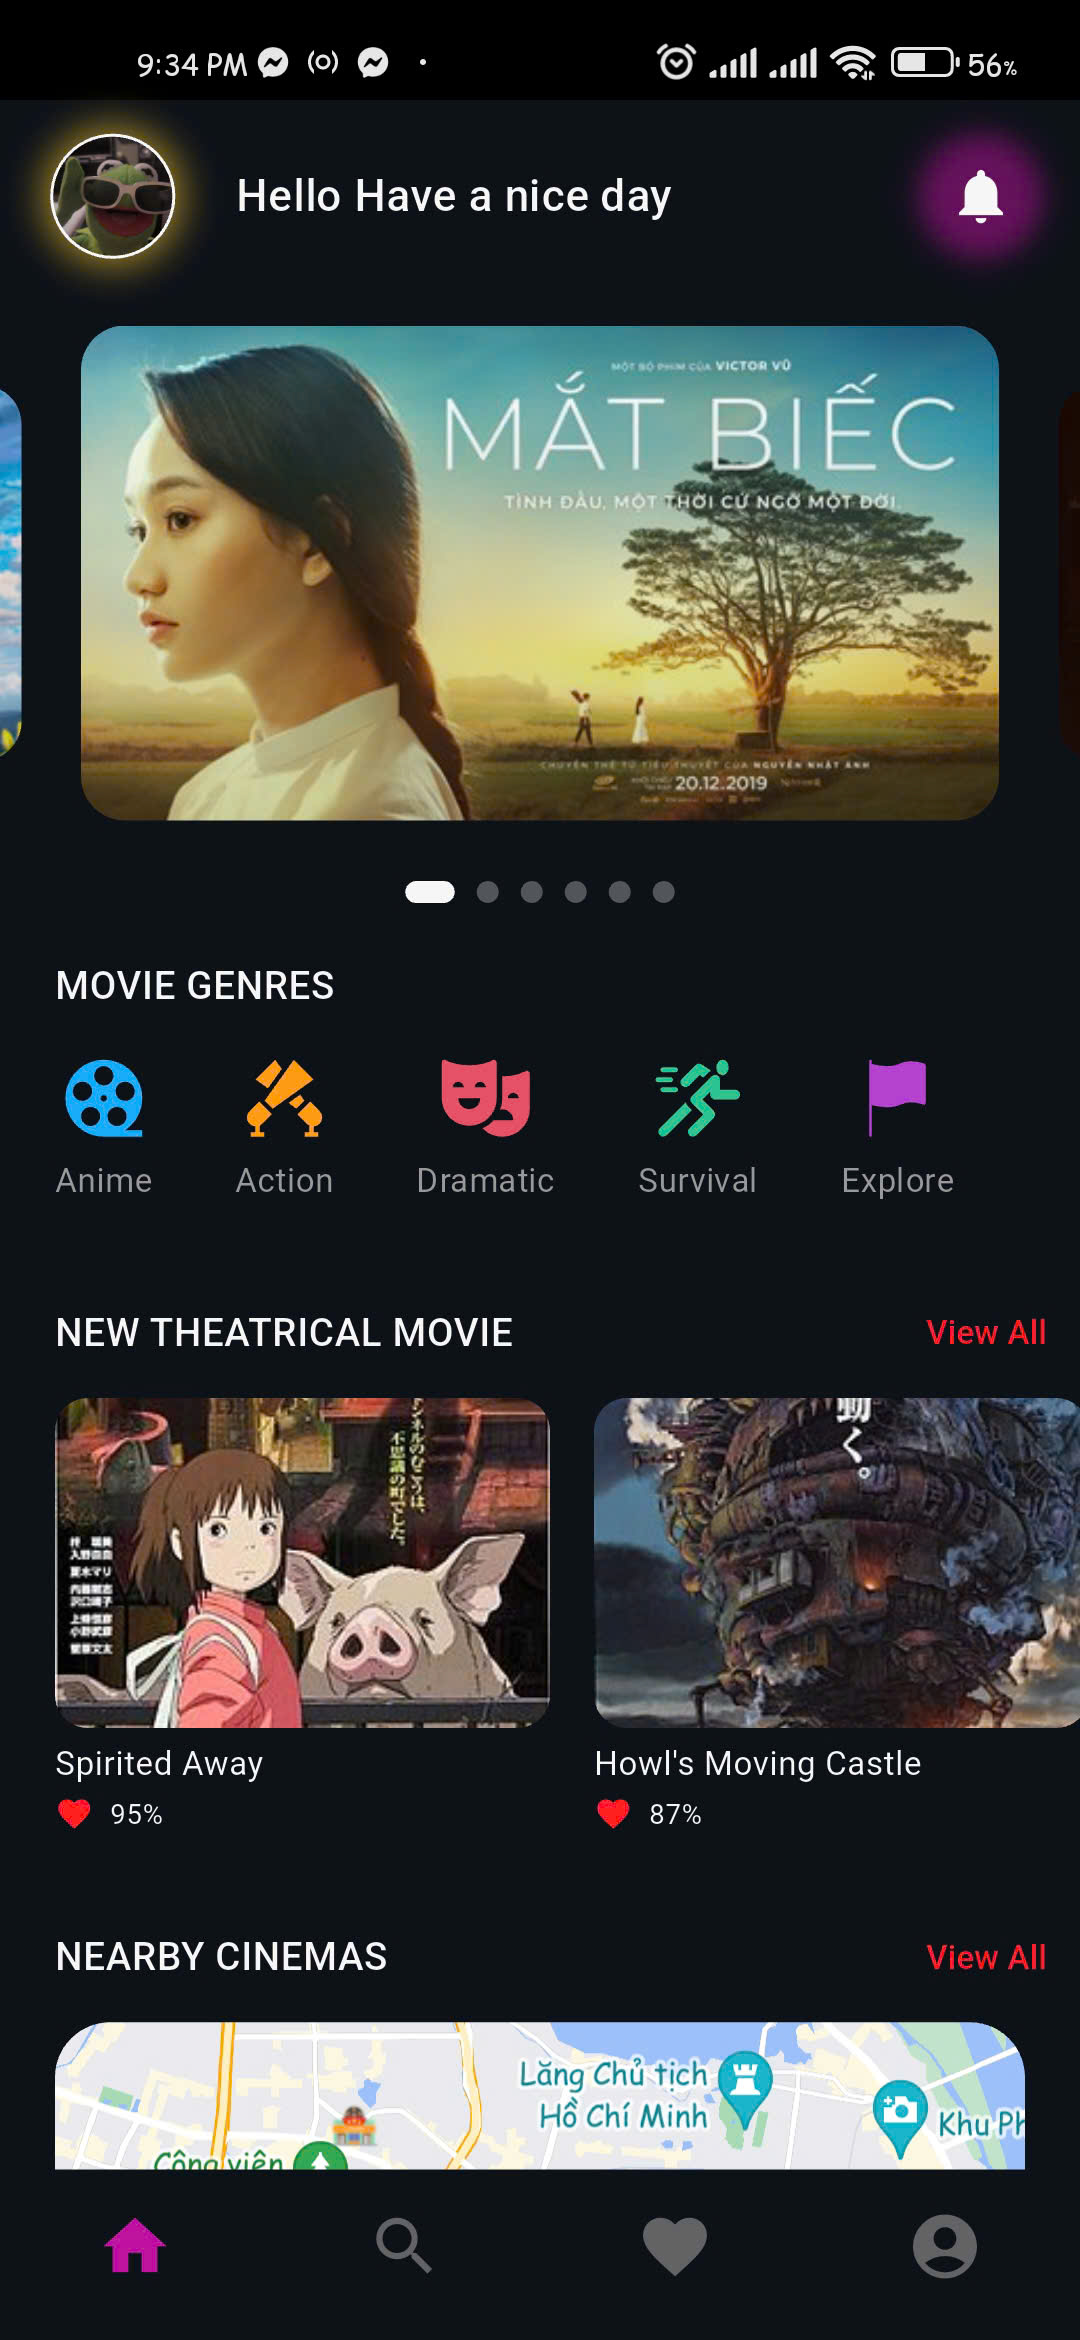 9:34 PM
56%
Hello Have a nice day
MỘT BỘ PHIM CỦA VICTOR VŨ
MẮT BIẾC
TÌNH ĐẦU, MỘT THỜI CỨ NGỠ MỘT ĐỜI.
CHUYỂN THỂ TỪ TIỂU THUYẾT CỦA NGUYỄN NHẬT ÁNH
20.12.2019
MOVIE GENRES
Anime
Action
Dramatic
Survival
Explore
NEW THEATRICAL MOVIE
View All
ンネルのむこうは、
不思議の町でした。
動く。
Spirited Away
95%
Howl's Moving Castle
87%
NEARBY CINEMAS
View All
Lăng Chủ tịch
Hồ Chí Minh
Khu Ph
Công viên